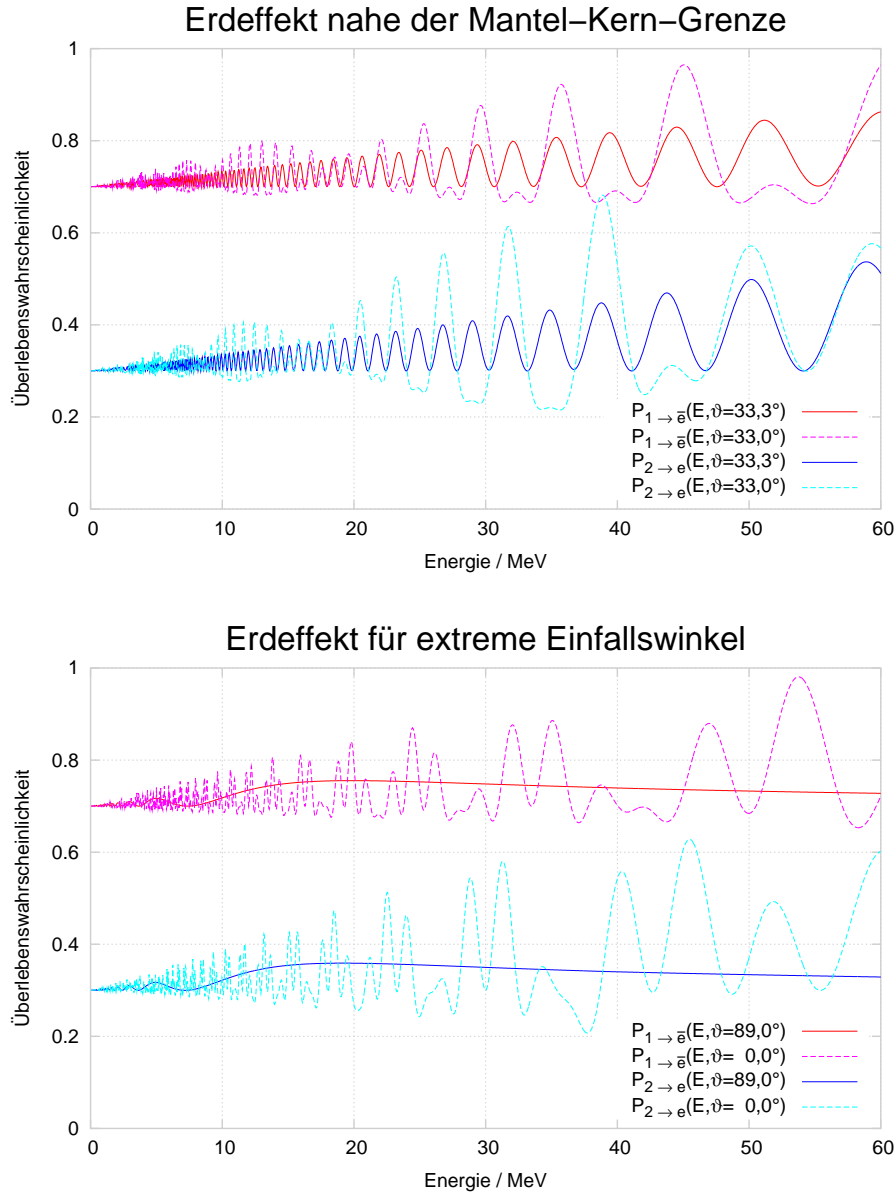 Erdeffekt nahe der Mantel–Kern–Grenze
1
0.8
0.6
0.4
0.2
0
Überlebenswahrscheinlichkeit
P1→e̅(E,ϑ=33,3°)
P1→e̅(E,ϑ=33,0°)
P2→e(E,ϑ=33,3°)
P2→e(E,ϑ=33,0°)
0 10 20 30 40 50 60
Energie / MeV
Erdeffekt für extreme Einfallswinkel
1
0.8
0.6
0.4
0.2
0
Überlebenswahrscheinlichkeit
P1→e̅(E,ϑ=89,0°)
P1→e̅(E,ϑ= 0,0°)
P2→e(E,ϑ=89,0°)
P2→e(E,ϑ= 0,0°)
0 10 20 30 40 50 60
Energie / MeV